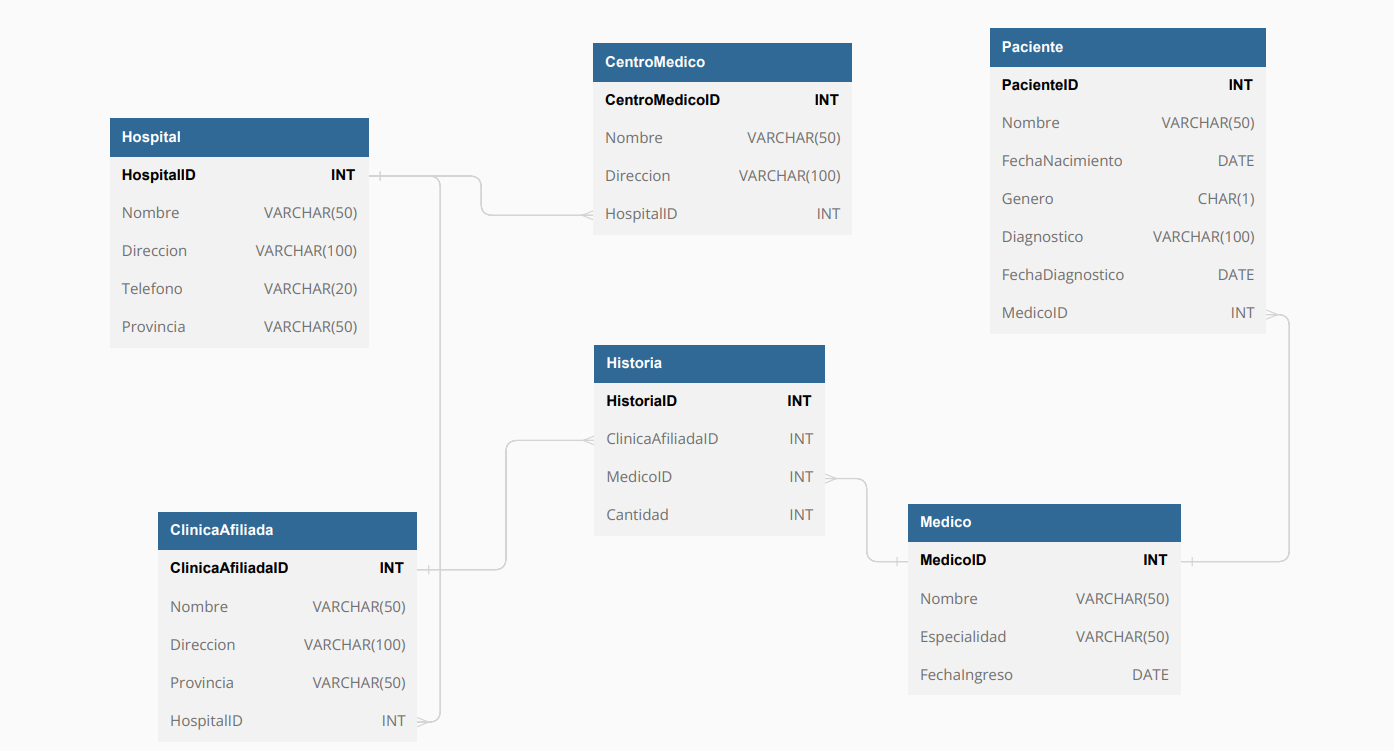 Hospital
HospitalID INT
Nombre VARCHAR(50)
Direccion VARCHAR(100)
Telefono VARCHAR(20)
Provincia VARCHAR(50)
CentroMedico
CentroMedicoID INT
Nombre VARCHAR(50)
Direccion VARCHAR(100)
HospitalID INT
Paciente
PacienteID INT
Nombre VARCHAR(50)
FechaNacimiento DATE
Genero CHAR(1)
Diagnostico VARCHAR(100)
FechaDiagnostico DATE
MedicoID INT
Historia
HistoriaID INT
ClinicaAfiliadaID INT
MedicoID INT
Cantidad INT
ClinicaAfiliada
ClinicaAfiliadaID INT
Nombre VARCHAR(50)
Direccion VARCHAR(100)
Provincia VARCHAR(50)
HospitalID INT
Medico
MedicoID INT
Nombre VARCHAR(50)
Especialidad VARCHAR(50)
FechaIngreso DATE